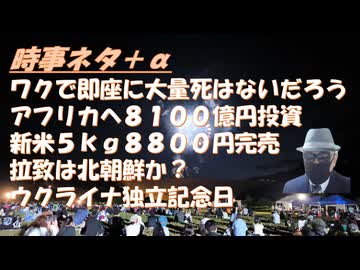 時事ネタ＋α
ワクで即座に大量死はないだろう
アフリカへ８１００億円投資
新米５ｋｇ８８００円完売
拉致は北朝鮮か？
ウクライナ独立記念日